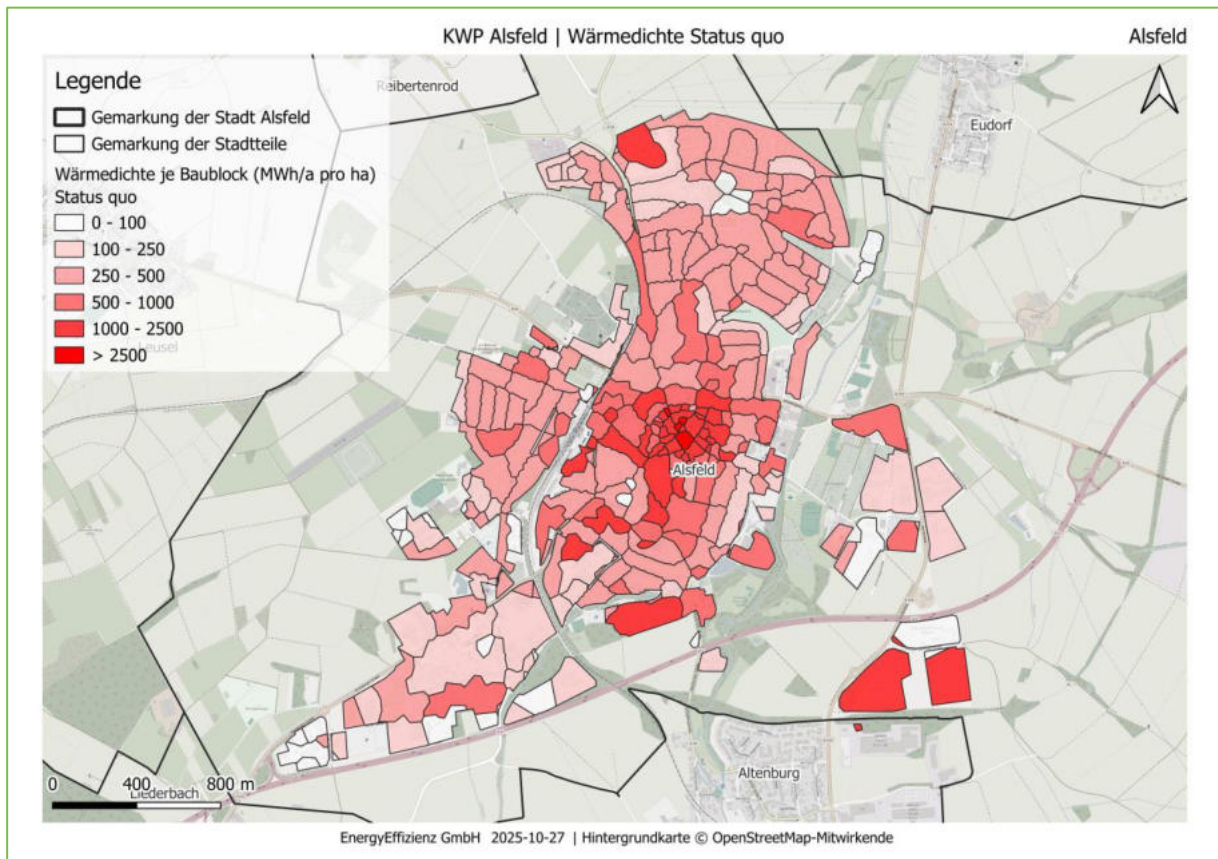 KWP Alsfeld | Wärmedichte Status quo
Alsfeld
Legende
Gemarkung der Stadt Alsfeld
Gemarkung der Stadtteile
Wärmedichte je Baublock (MWh/a pro ha)
Status quo
0 - 100
100 - 250
250 - 500
500 - 1000
1000 - 2500
> 2500
Reibertenrod
Eudorf
Leusel
Alsfeld
Altenburg
Liederbach
0 400 800 m
EnergyEffizienz GmbH 2025-10-27 | Hintergrundkarte © OpenStreetMap-Mitwirkende